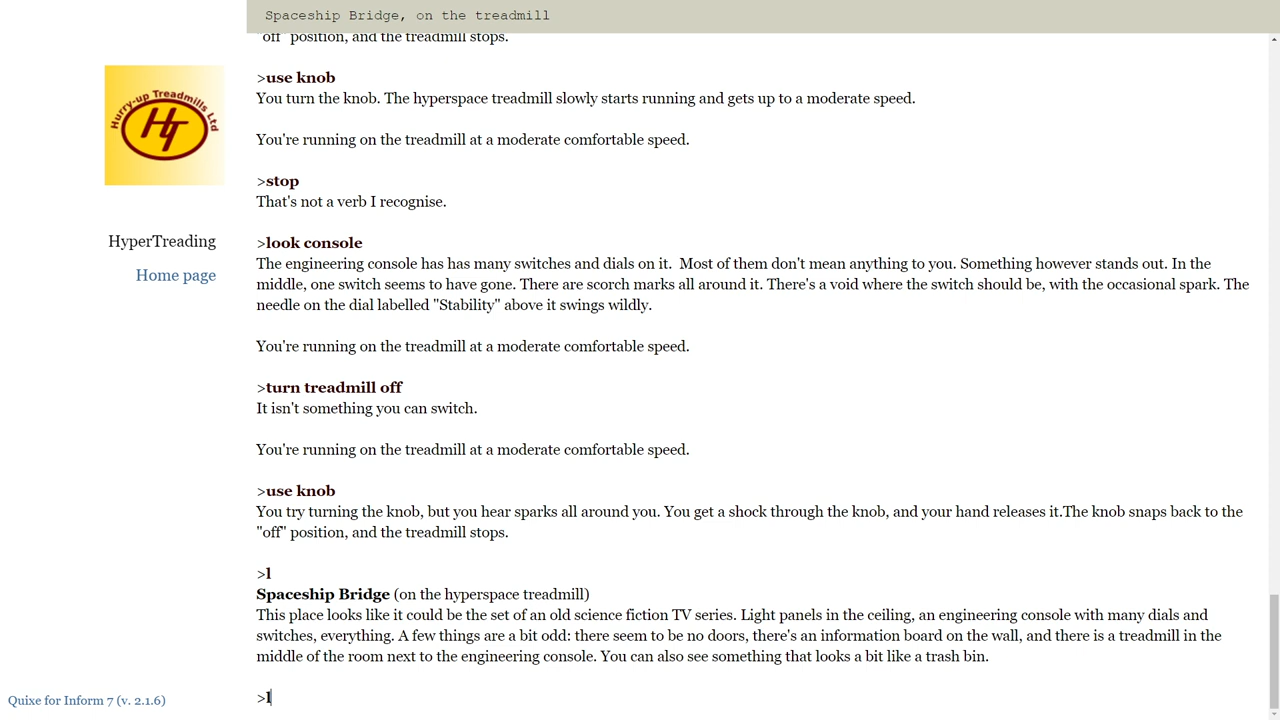 Spaceship Bridge, on the treadmill
"off" position, and the treadmill stops.
>use knob
You turn the knob. The hyperspace treadmill slowly starts running and gets up to a moderate speed.
You're running on the treadmill at a moderate comfortable speed.
>stop
That's not a verb I recognise.
>look console
The engineering console has has many switches and dials on it.  Most of them don't mean anything to you. Something however stands out. In the
middle, one switch seems to have gone. There are scorch marks all around it. There's a void where the switch should be, with the occasional spark. The
needle on the dial labelled "Stability" above it swings wildly.
You're running on the treadmill at a moderate comfortable speed.
>turn treadmill off
It isn't something you can switch.
You're running on the treadmill at a moderate comfortable speed.
>use knob
You try turning the knob, but you hear sparks all around you. You get a shock through the knob, and your hand releases it.The knob snaps back to the
"off" position, and the treadmill stops.
>l
Spaceship Bridge (on the hyperspace treadmill)
This place looks like it could be the set of an old science fiction TV series. Light panels in the ceiling, an engineering console with many dials and
switches, everything. A few things are a bit odd: there seem to be no doors, there's an information board on the wall, and there is a treadmill in the
middle of the room next to the engineering console. You can also see something that looks a bit like a trash bin.
>l
Hurry-up Treadmills Ltd
HT
HyperTreading
Home page
Quixe for Inform 7 (v. 2.1.6)